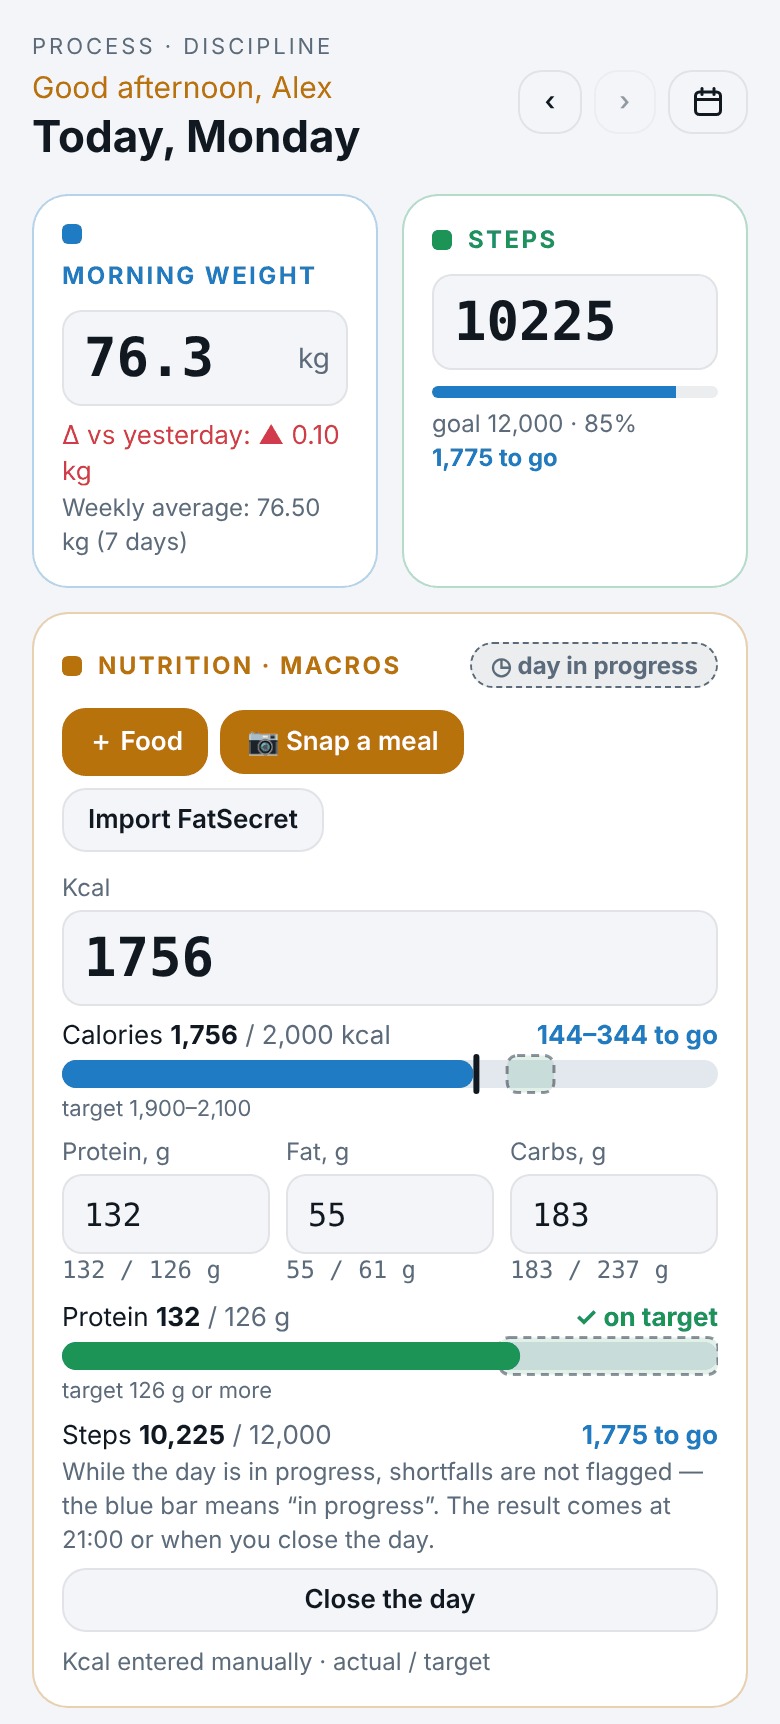 PROCESS · DISCIPLINE
Good afternoon, Alex
Today, Monday
MORNING WEIGHT
76.3 kg
Δ vs yesterday: ▲ 0.10
kg
Weekly average: 76.50
kg (7 days)
STEPS
10225
goal 12,000 · 85%
1,775 to go
NUTRITION · MACROS
day in progress
+ Food
Snap a meal
Import FatSecret
Kcal
1756
Calories 1,756 / 2,000 kcal
144–344 to go
target 1,900–2,100
Protein, g
Fat, g
Carbs, g
132
55
183
132 / 126 g
55 / 61 g
183 / 237 g
Protein 132 / 126 g
✓ on target
target 126 g or more
Steps 10,225 / 12,000
1,775 to go
While the day is in progress, shortfalls are not flagged —
the blue bar means “in progress”. The result comes at
21:00 or when you close the day.
Close the day
Kcal entered manually · actual / target